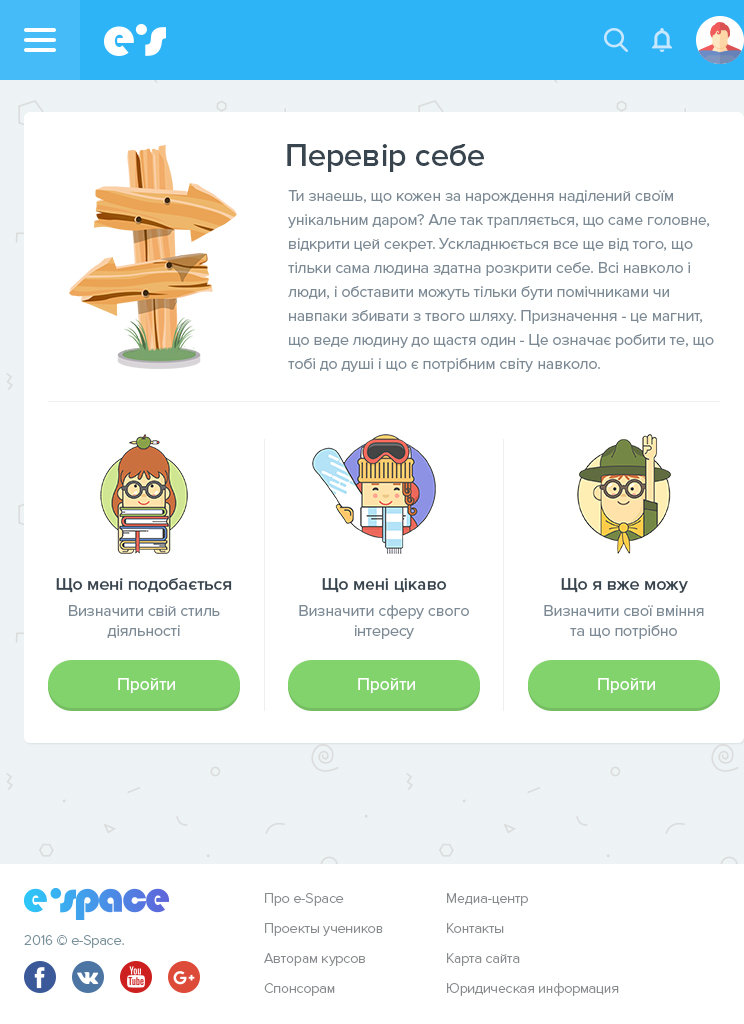 e's
Перевір себе
Ти знаешь, що кожен за нарождення наділений своїм
унікальним даром? Але так трапляється, що саме головне,
відкрити цей секрет. Ускладнюється все ще від того, що
тільки сама людина здатна розкрити себе. Всі навколо і
люди, і обставити можуть тільки бути помічниками чи
навпаки збивати з твого шляху. Призначення - це магнит,
що веде людину до щастя один - Це означає робити те, що
тобі до душі і що є потрібним світу навколо.
Що мені подобається
Визначити свій стиль
діяльності
Пройти
Що мені цікаво
Визначити сферу свого
інтересу
Пройти
Що я вже можу
Визначити свої вміння
та що потрібно
Пройти
e'space
2016 © e-Space.
f
VK
You
Tube
G+
Про e-Space
Проекты учеников
Авторам курсов
Спонсорам
Медиа-центр
Контакты
Карта сайта
Юридическая информация